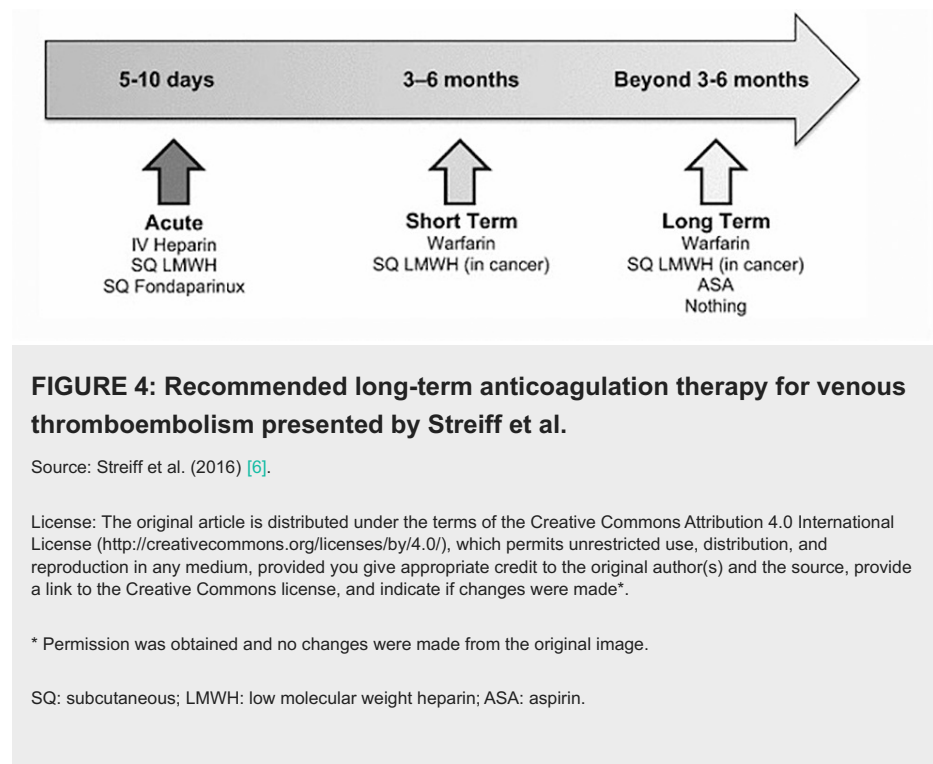 5-10 days
3–6 months
Beyond 3-6 months
Acute
IV Heparin
SQ LMWH
SQ Fondaparinux
Short Term
Warfarin
SQ LMWH (in cancer)
Long Term
Warfarin
SQ LMWH (in cancer)
ASA
Nothing
FIGURE 4: Recommended long-term anticoagulation therapy for venous
thromboembolism presented by Streiff et al.
Source: Streiff et al. (2016) [6].
License: The original article is distributed under the terms of the Creative Commons Attribution 4.0 International
License (http://creativecommons.org/licenses/by/4.0/), which permits unrestricted use, distribution, and
reproduction in any medium, provided you give appropriate credit to the original author(s) and the source, provide
a link to the Creative Commons license, and indicate if changes were made*.
* Permission was obtained and no changes were made from the original image.
SQ: subcutaneous; LMWH: low molecular weight heparin; ASA: aspirin.